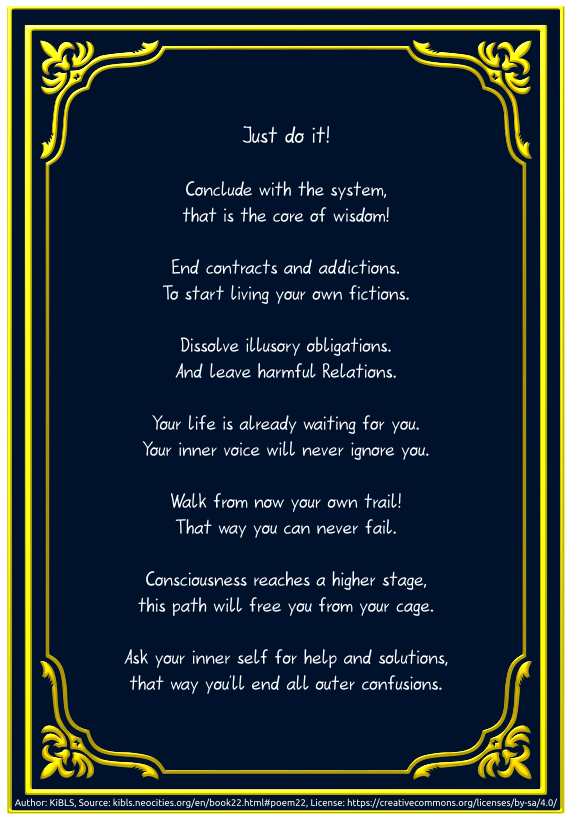 Just do it!
Conclude with the system,
that is the core of wisdom!
End contracts and addictions.
To start living your own fictions.
Dissolve illusory obligations.
And leave harmful Relations.
Your life is already waiting for you.
Your inner voice will never ignore you.
Walk from now your own trail!
That way you can never fail.
Consciousness reaches a higher stage,
this path will free you from your cage.
Ask your inner self for help and solutions,
that way you'll end all outer confusions.
Author: KiBLS, Source: kibls.neocities.org/en/book22.html#poem22, License: https://creativecommons.org/licenses/by-sa/4.0/